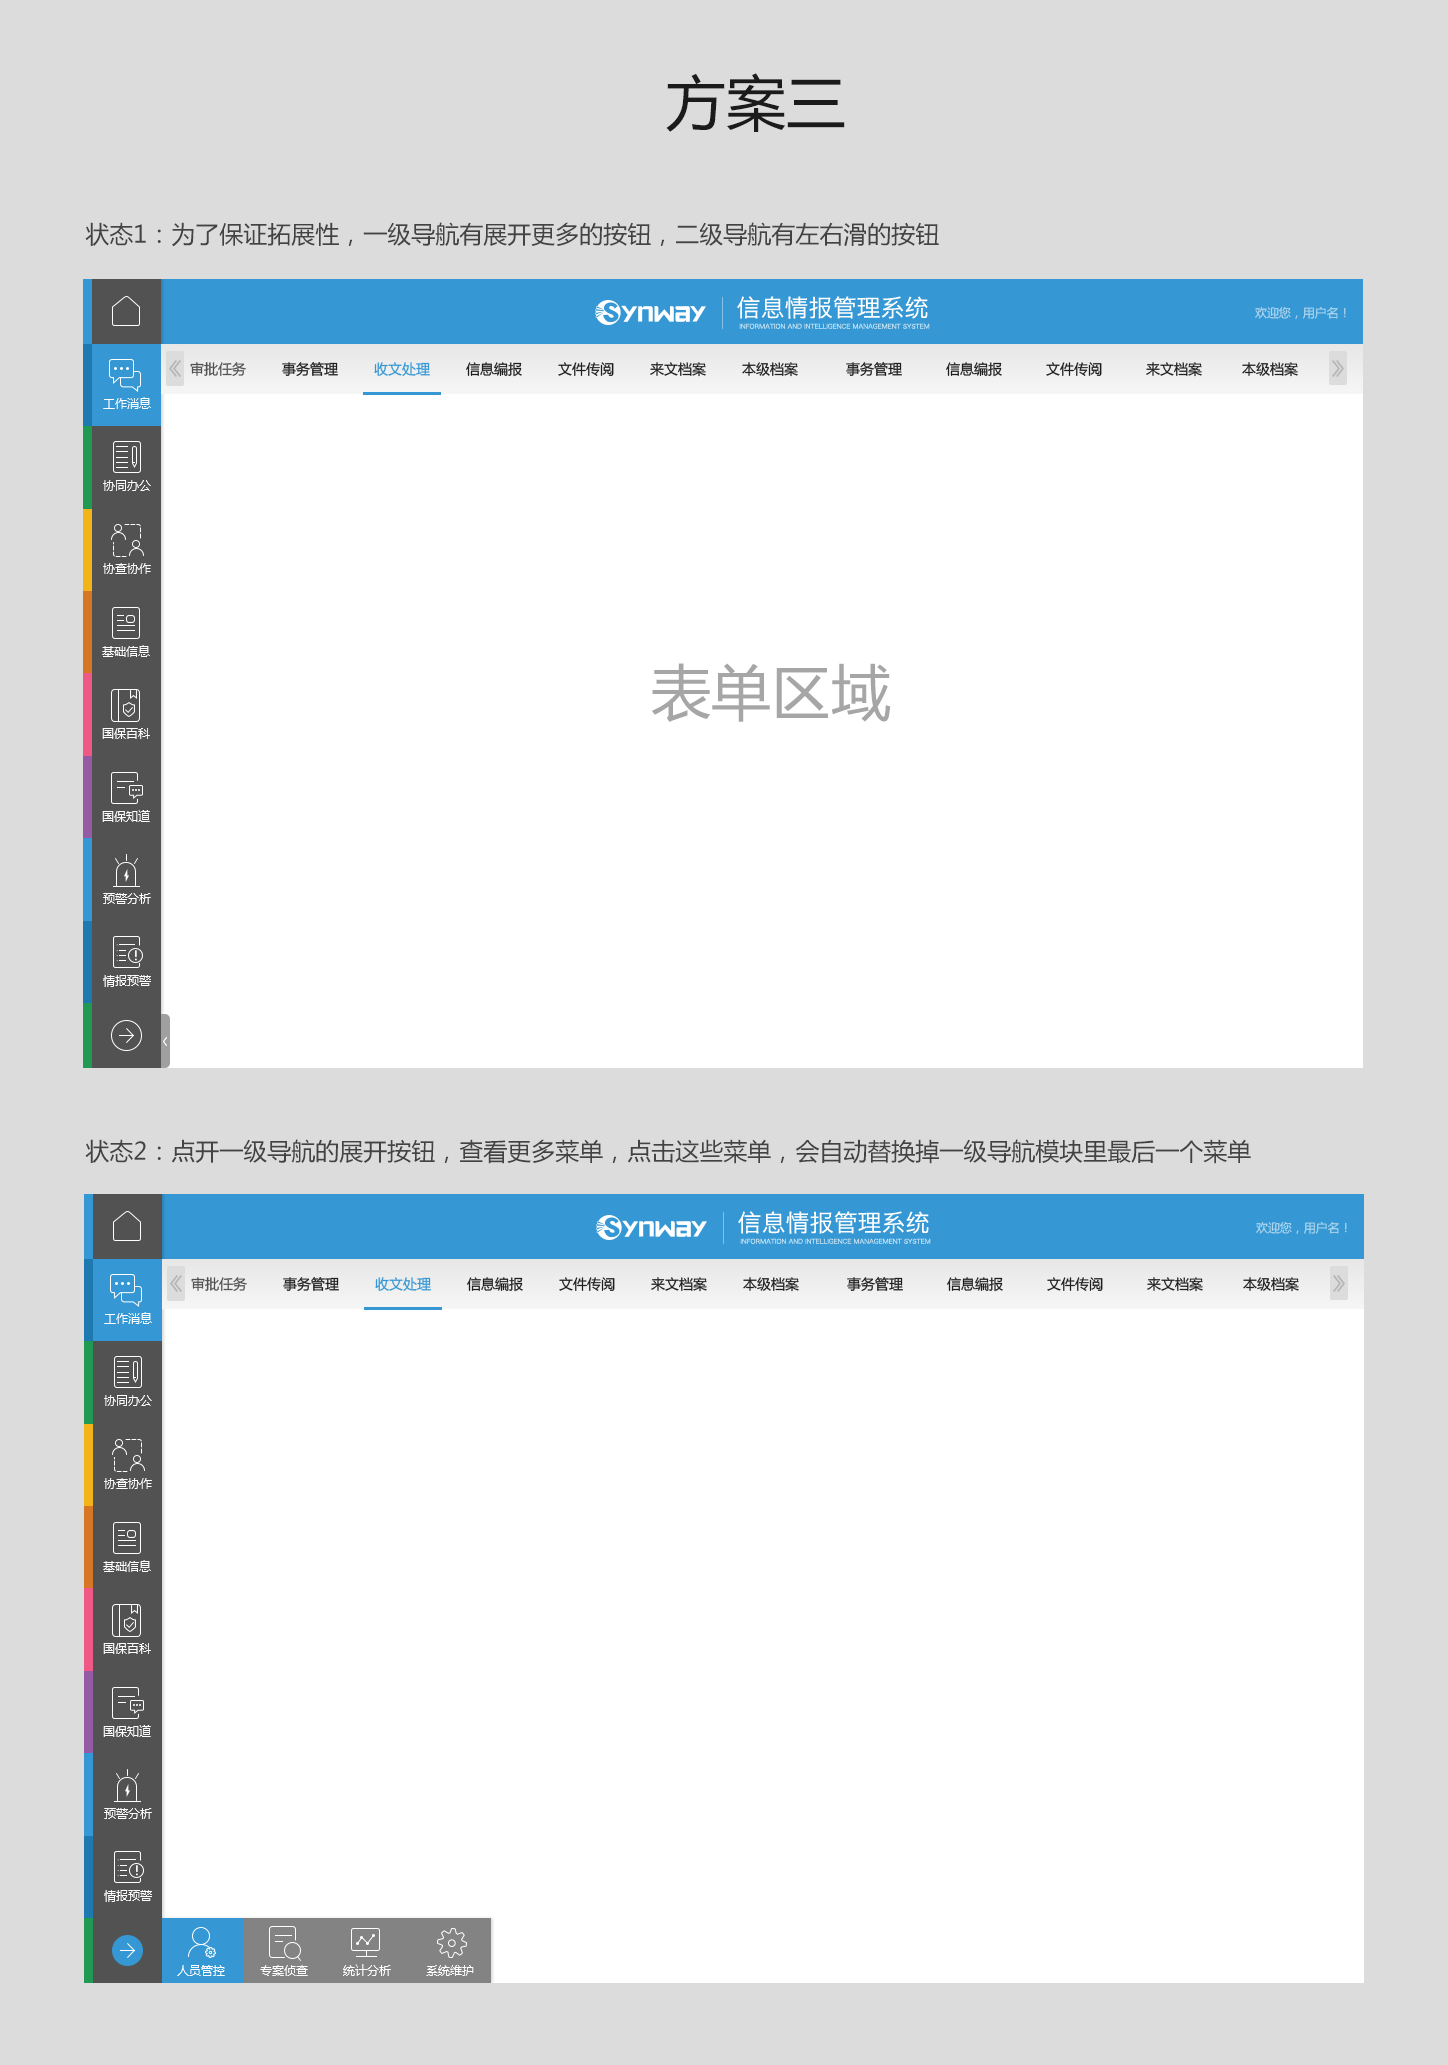 方案三
状态1：为了保证拓展性，一级导航有展开更多的按钮，二级导航有左右滑的按钮
Synway 信息情报管理系统
INFORMATION AND INTELLIGENCE MANAGEMENT SYSTEM
欢迎您，用户名！
审批任务 事务管理 收文处理 信息编报 文件传阅 来文档案 本级档案 事务管理 信息编报 文件传阅 来文档案 本级档案
工作消息
协同办公
协查协作
基础信息
国保百科
国保知道
预警分析
情报预警
表单区域
状态2：点开一级导航的展开按钮，查看更多菜单，点击这些菜单，会自动替换掉一级导航模块里最后一个菜单
Synway 信息情报管理系统
INFORMATION AND INTELLIGENCE MANAGEMENT SYSTEM
欢迎您，用户名！
审批任务 事务管理 收文处理 信息编报 文件传阅 来文档案 本级档案 事务管理 信息编报 文件传阅 来文档案 本级档案
工作消息
协同办公
协查协作
基础信息
国保百科
国保知道
预警分析
情报预警
人员管控 专案侦查 统计分析 系统维护